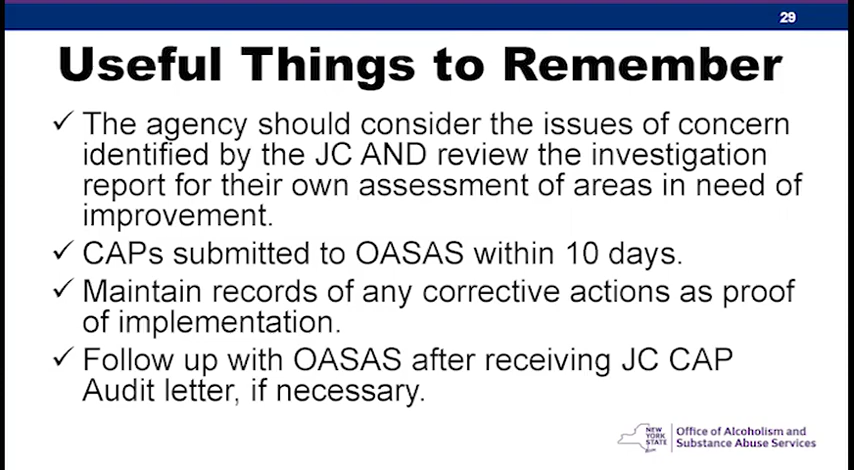 29
Useful Things to Remember
✓ The agency should consider the issues of concern
identified by the JC AND review the investigation
report for their own assessment of areas in need of
improvement.
✓ CAPs submitted to OASAS within 10 days.
✓ Maintain records of any corrective actions as proof
of implementation.
✓ Follow up with OASAS after receiving JC CAP
Audit letter, if necessary.
NEW
YORK
STATE
Office of Alcoholism and
Substance Abuse Services